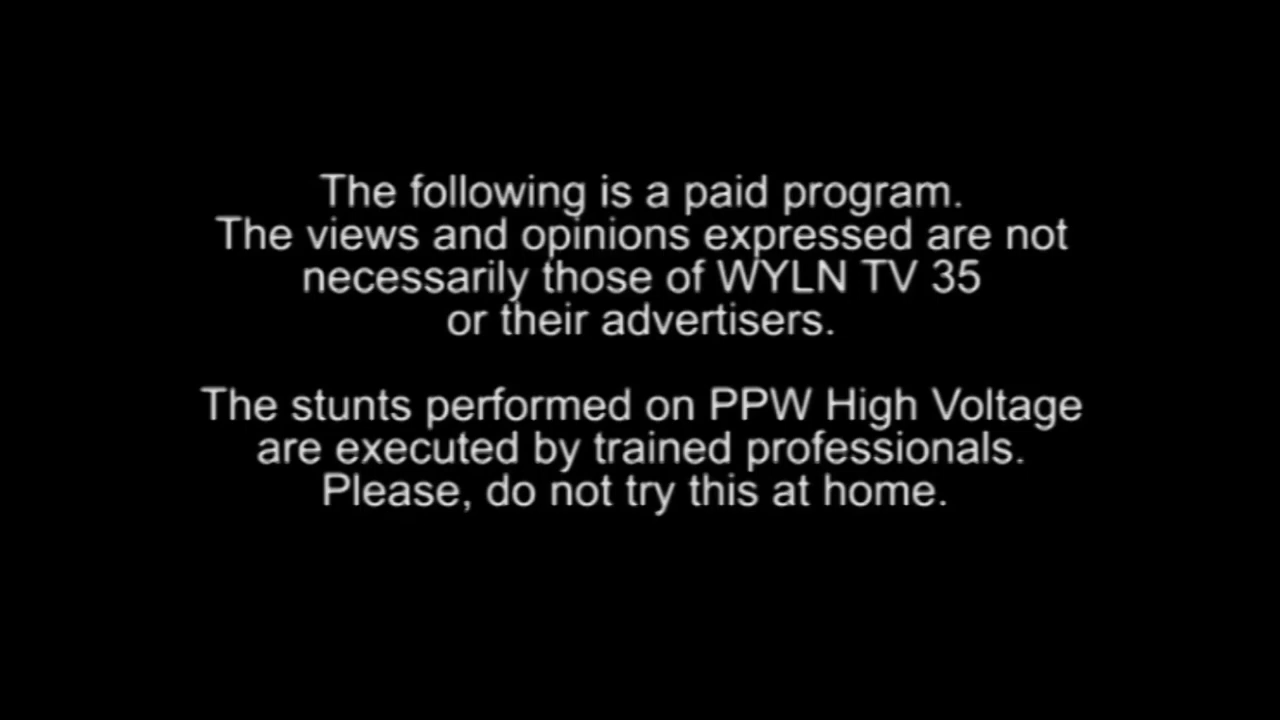 The following is a paid program.
The views and opinions expressed are not
necessarily those of WYLN TV 35
or their advertisers.
The stunts performed on PPW High Voltage
are executed by trained professionals.
Please, do not try this at home.